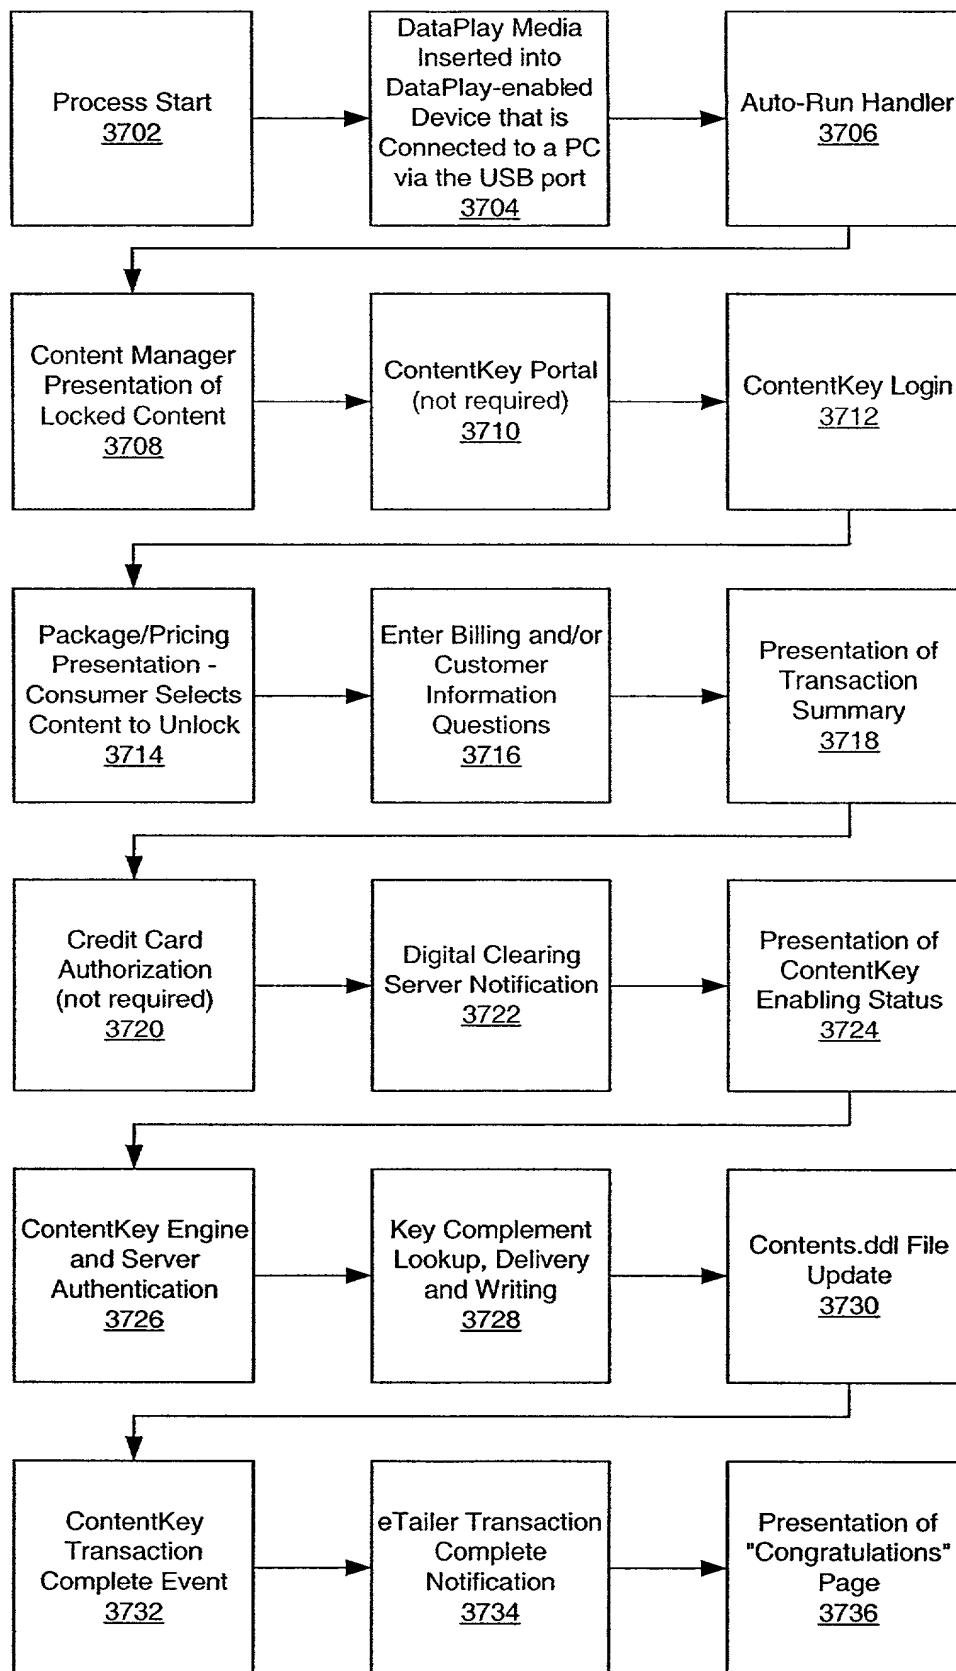 Process Start
3702
DataPlay Media
Inserted into
DataPlay-enabled
Device that is
Connected to a PC
via the USB port
3704
Auto-Run Handler
3706
Content Manager
Presentation of
Locked Content
3708
ContentKey Portal
(not required)
3710
ContentKey Login
3712
Package/Pricing
Presentation -
Consumer Selects
Content to Unlock
3714
Enter Billing and/or
Customer
Information
Questions
3716
Presentation of
Transaction
Summary
3718
Credit Card
Authorization
(not required)
3720
Digital Clearing
Server Notification
3722
Presentation of
ContentKey
Enabling Status
3724
ContentKey Engine
and Server
Authentication
3726
Key Complement
Lookup, Delivery
and Writing
3728
Contents.ddl File
Update
3730
ContentKey
Transaction
Complete Event
3732
eTailer Transaction
Complete
Notification
3734
Presentation of
"Congratulations"
Page
3736